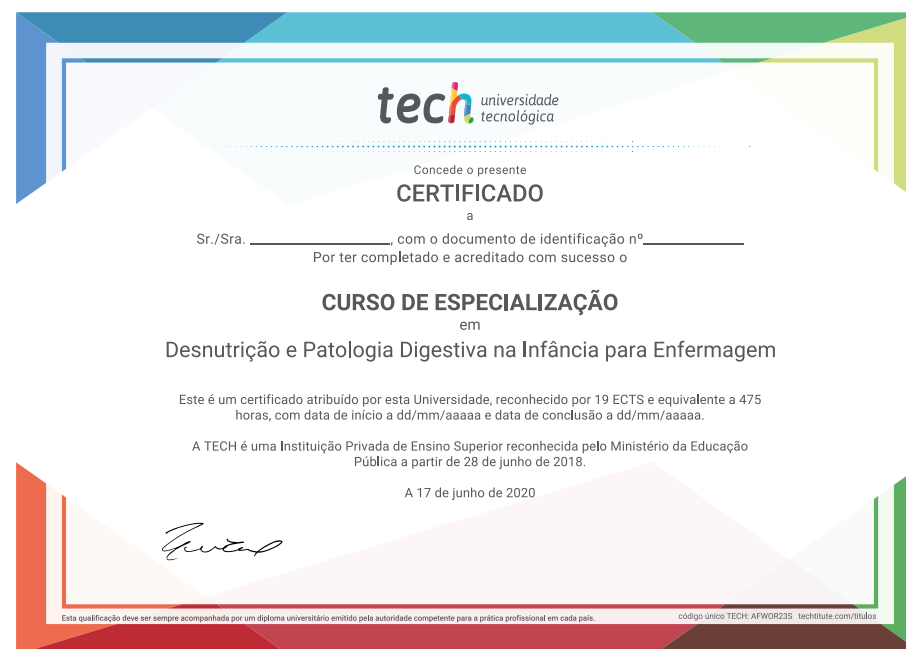 tech universidade
tecnológica
Concede o presente
CERTIFICADO
a
Sr./Sra. , com o documento de identificação nº
Por ter completado e acreditado com sucesso o
CURSO DE ESPECIALIZAÇÃO
em
Desnutrição e Patologia Digestiva na Infância para Enfermagem
Este é um certificado atribuído por esta Universidade, reconhecido por 19 ECTS e equivalente a 475
horas, com data de início a dd/mm/aaaaa e data de conclusão a dd/mm/aaaaa.
A TECH é uma Instituição Privada de Ensino Superior reconhecida pelo Ministério da Educação
Pública a partir de 28 de junho de 2018.
A 17 de junho de 2020
Esta qualificação deve ser sempre acompanhada por um diploma universitário emitido pela autoridade competente para a prática profissional em cada país.
código único TECH: AFWOR23S techtitute.com/titulos